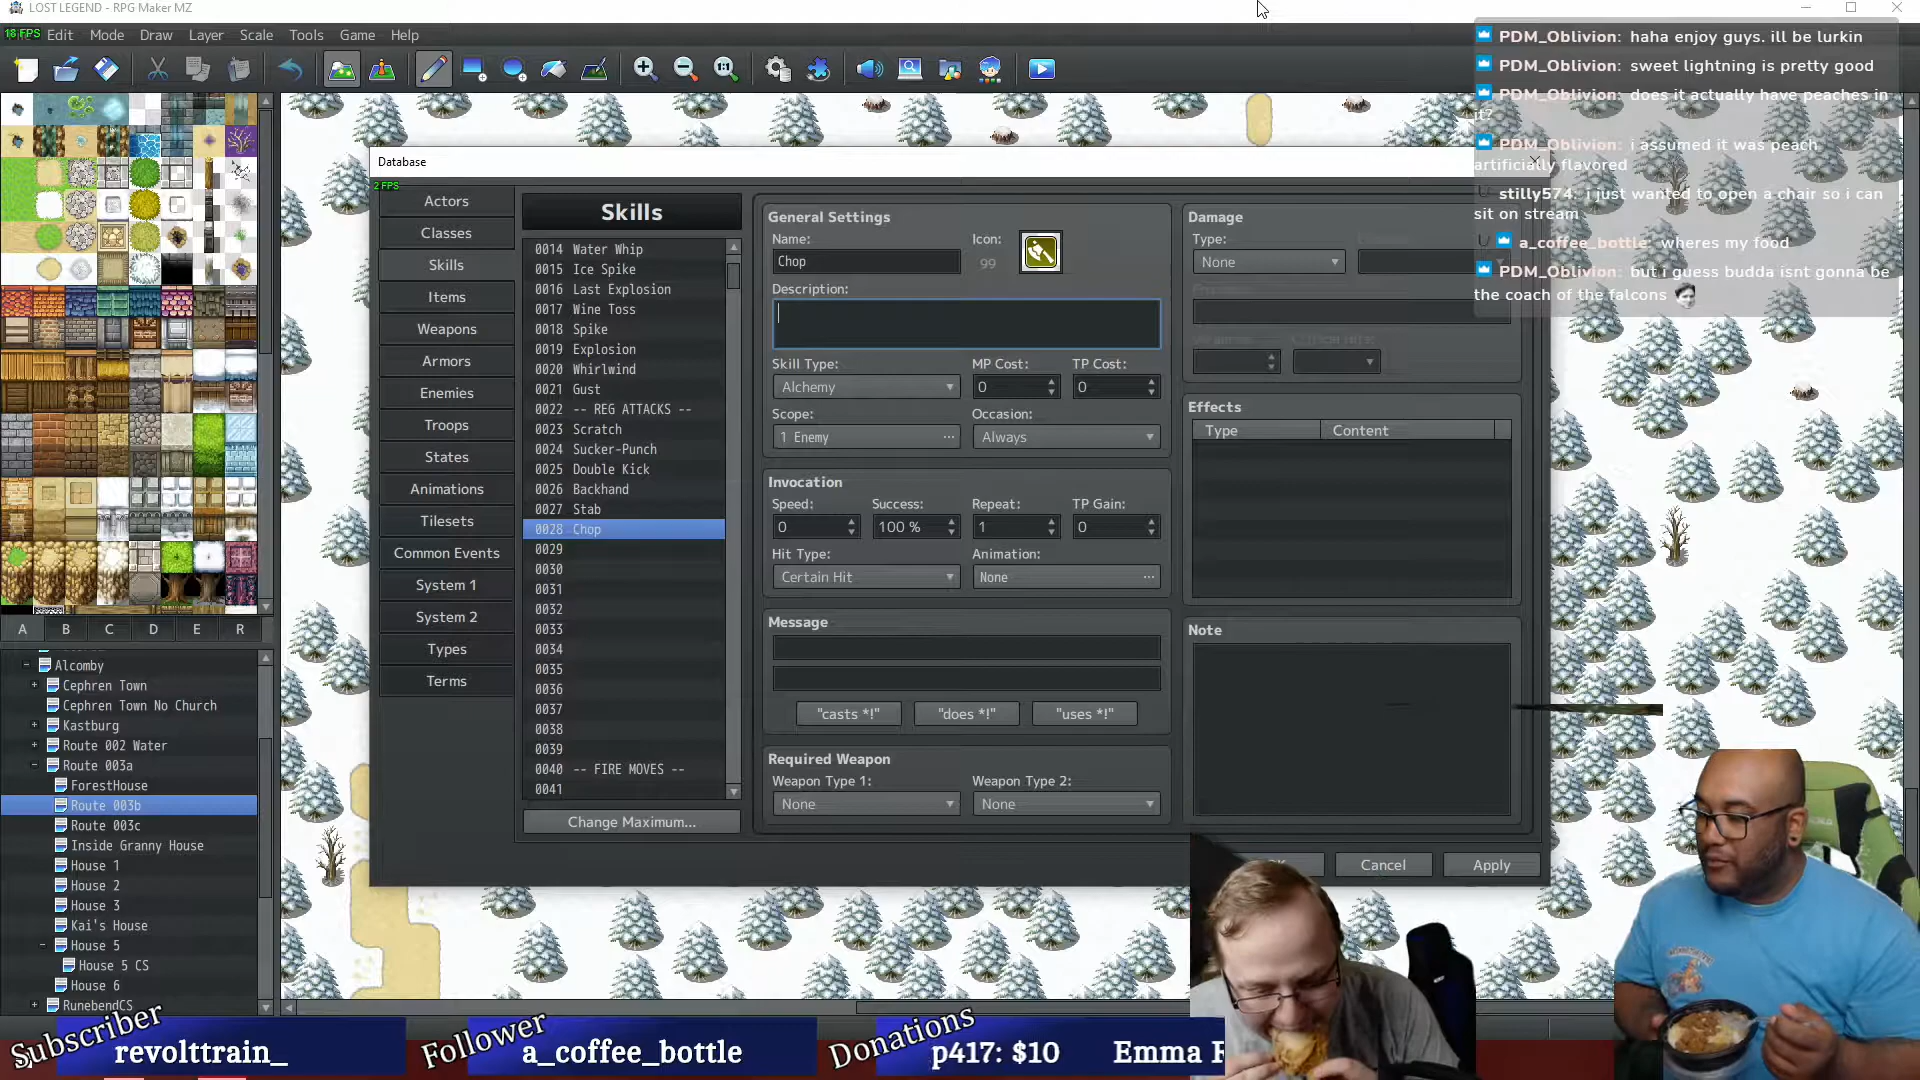 LOST LEGEND - RPG Maker MZ
18 FPS
Edit
Mode
Draw
Layer
Scale
Tools
Game
Help
PDM_Oblivion: haha enjoy guys. ill be lurkin
PDM_Oblivion: sweet lightning is pretty good
PDM_Oblivion: does it actually have peaches in
it?
PDM_Oblivion: i assumed it was peach
artificially flavored
stilly574: i just wanted to open a chair so i can
sit on stream
a_coffee_bottle: wheres my food
PDM_Oblivion: but i guess budda isnt gonna be
the coach of the falcons
Database
2 FPS
Actors
Classes
Skills
Items
Weapons
Armors
Enemies
Troops
States
Animations
Tilesets
Common Events
System 1
System 2
Types
Terms
Skills
0014 Water Whip
0015 Ice Spike
0016 Last Explosion
0017 Wine Toss
0018 Spike
0019 Explosion
0020 Whirlwind
0021 Gust
0022 -- REG ATTACKS --
0023 Scratch
0024 Sucker-Punch
0025 Double Kick
0026 Backhand
0027 Stab
0028 Chop
0029
0030
0031
0032
0033
0034
0035
0036
0037
0038
0039
0040 -- FIRE MOVES --
0041
Change Maximum...
General Settings
Name:
Icon:
Chop
99
Description:
Skill Type:
MP Cost:
TP Cost:
Alchemy
0
0
Scope:
Occasion:
1 Enemy
Always
Invocation
Speed:
Success:
Repeat:
TP Gain:
0
100 %
1
0
Hit Type:
Animation:
Certain Hit
None
Message
"casts *!"
"does *!"
"uses *!"
Required Weapon
Weapon Type 1:
Weapon Type 2:
None
None
Damage
Type:
None
Effects
Type
Content
Note
Cancel
Apply
A
B
C
D
E
R
Alcomby
Cephren Town
Cephren Town No Church
Kastburg
Route 002 Water
Route 003a
ForestHouse
Route 003b
Route 003c
Inside Granny House
House 1
House 2
House 3
Kai's House
House 5
House 5 CS
House 6
RunebendCS
Subscriber
revolttrain_
Follower
a_coffee_bottle
Donations
p417: $10
Emma